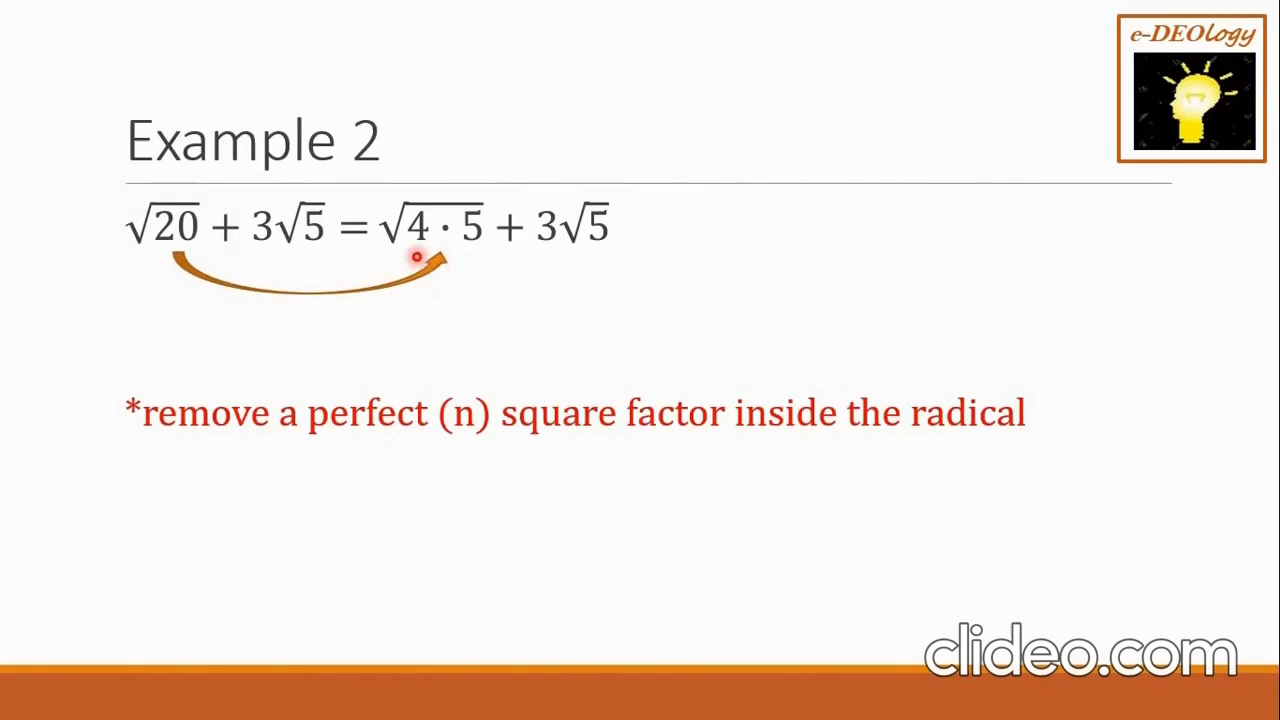 e-DEOlogy
Example 2
√20 + 3√5 = √4 · 5 + 3√5
*remove a perfect (n) square factor inside the radical
clideo.com